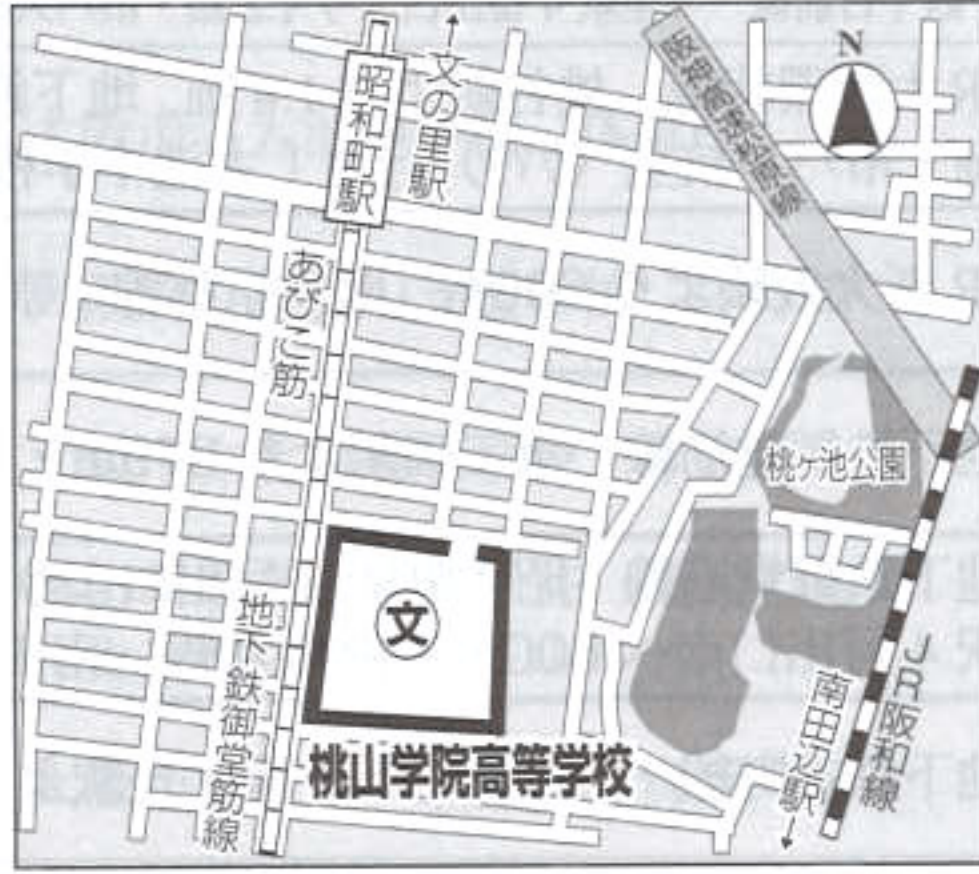 ↑文の里駅
昭和町駅
阪神高速松原線
N
あびこ筋
桃ヶ池公園
文
地下鉄御堂筋線
桃山学院高等学校
南田辺駅↓
JR阪和線